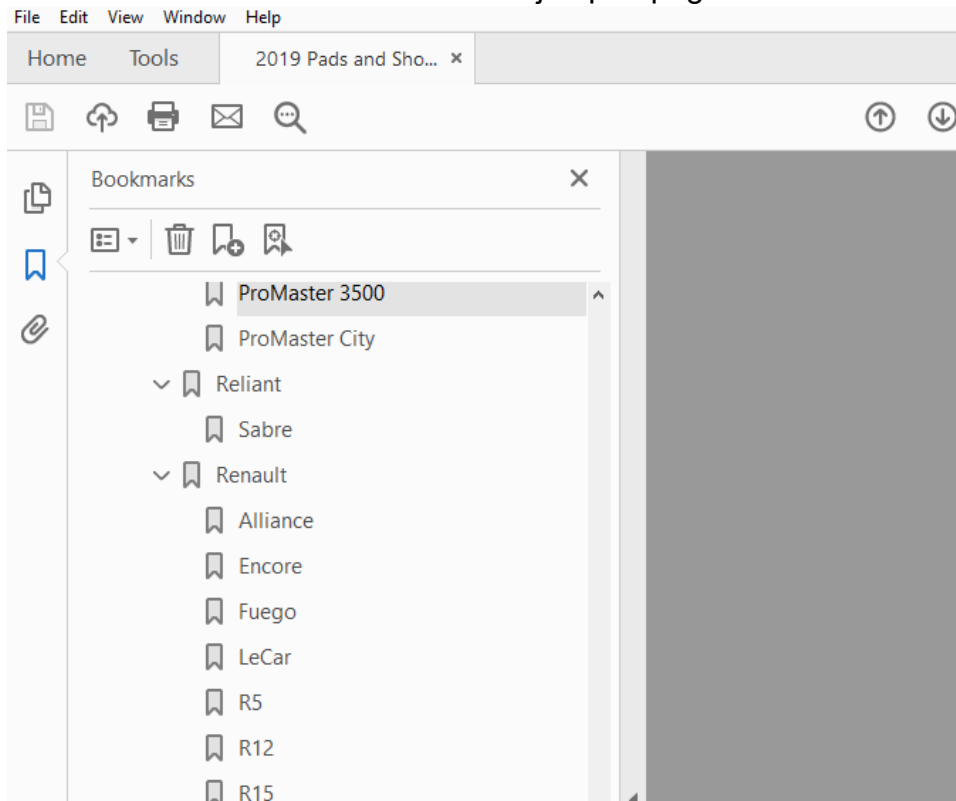 File Edit View Window Help
Home Tools 2019 Pads and Sho... ×
Bookmarks
ProMaster 3500
ProMaster City
Reliant
Sabre
Renault
Alliance
Encore
Fuego
LeCar
R5
R12
R15